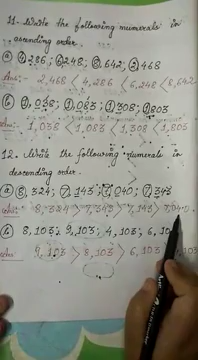 11. Write the following numerals in
ascending order.
(a) 4,286; 6,248; 8,642; 2,468
Ans:- 2,468 < 4,286 < 6,248 < 8,642
(b) 1,038; 1,083; 1,308; 1,803
Ans:- 1,038 < 1,083 < 1,308 < 1,803
12. Write the following numerals in
descending order.
(a) 8,324; 7,143; 7,040; 7,343
Ans:- 8,324 > 7,343 > 7,143 > 7,040
(b) 8,103; 9,103; 4,103; 6,10
Ans:- 9,103 > 8,103 > 6,103 ,103